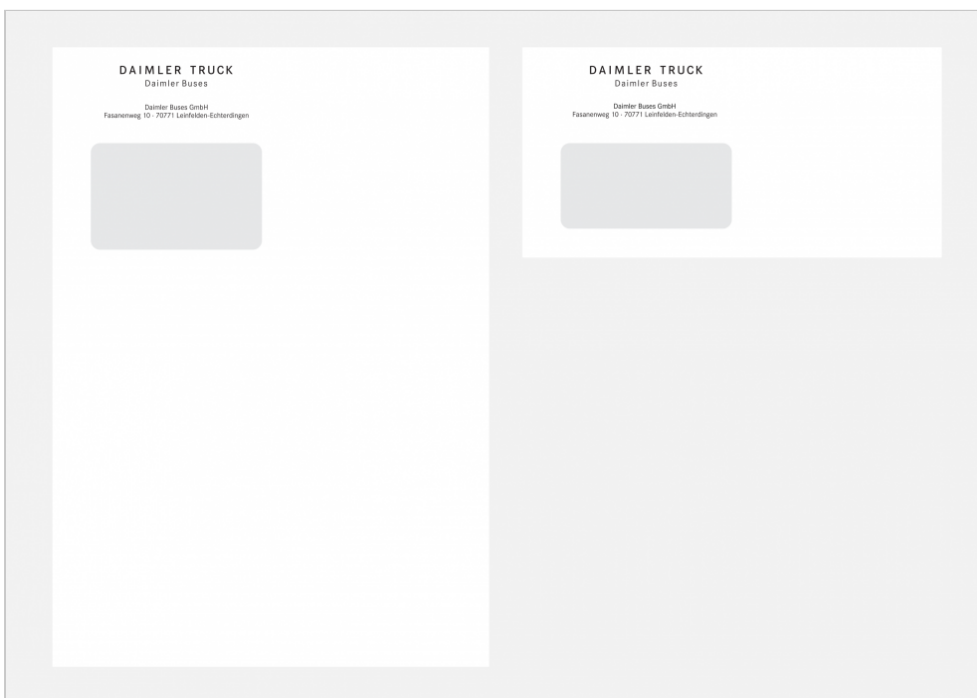 DAIMLER TRUCK
Daimler Buses
Daimler Buses GmbH
Fasanenweg 10 - 70771 Leinfelden-Echterdingen
DAIMLER TRUCK
Daimler Buses
Daimler Buses GmbH
Fasanenweg 10 - 70771 Leinfelden-Echterdingen